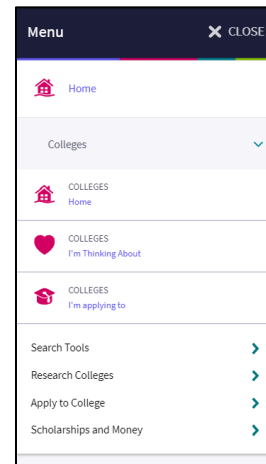 Menu CLOSE
Home
Colleges
COLLEGES
Home
COLLEGES
I'm Thinking About
COLLEGES
I'm applying to
Search Tools
Research Colleges
Apply to College
Scholarships and Money